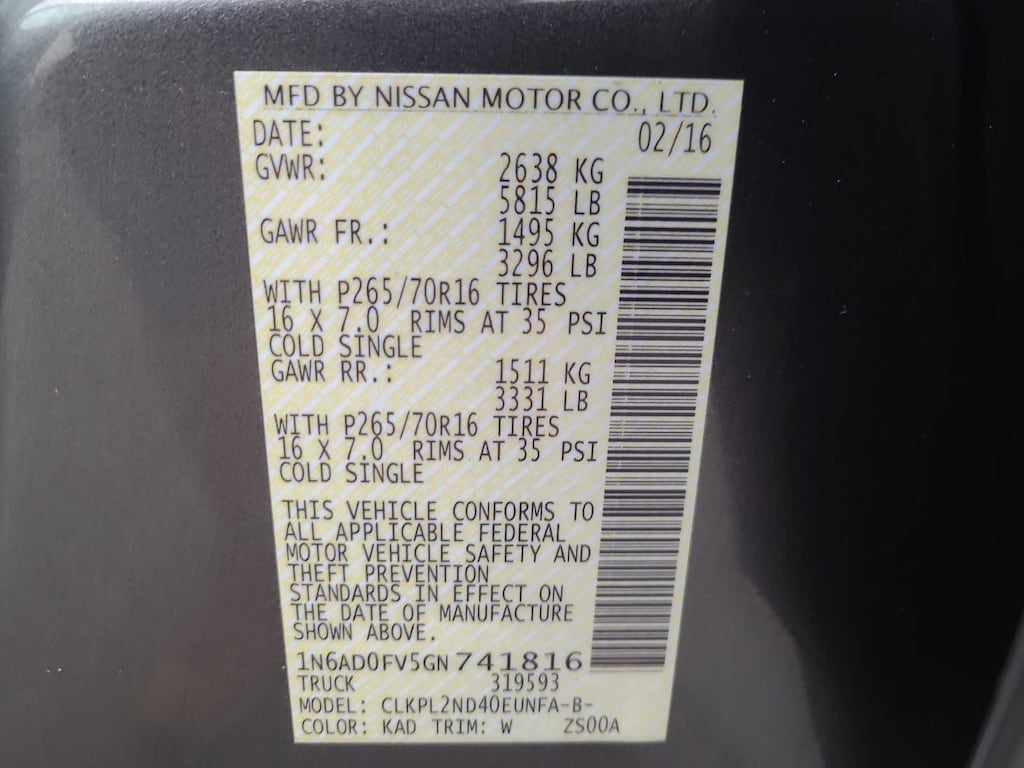 MFD BY NISSAN MOTOR CO., LTD.
DATE: 02/16
GVWR: 2638 KG
5815 LB
GAWR FR.: 1495 KG
3296 LB
WITH P265/70R16 TIRES
16 X 7.0 RIMS AT 35 PSI
COLD SINGLE
GAWR RR.: 1511 KG
3331 LB
WITH P265/70R16 TIRES
16 X 7.0 RIMS AT 35 PSI
COLD SINGLE
THIS VEHICLE CONFORMS TO
ALL APPLICABLE FEDERAL
MOTOR VEHICLE SAFETY AND
THEFT PREVENTION
STANDARDS IN EFFECT ON
THE DATE OF MANUFACTURE
SHOWN ABOVE.
1N6AD0FV5GN741816
TRUCK 319593
MODEL: CLKPL2ND40EUNFA-B-
COLOR: KAD TRIM: W ZS00A